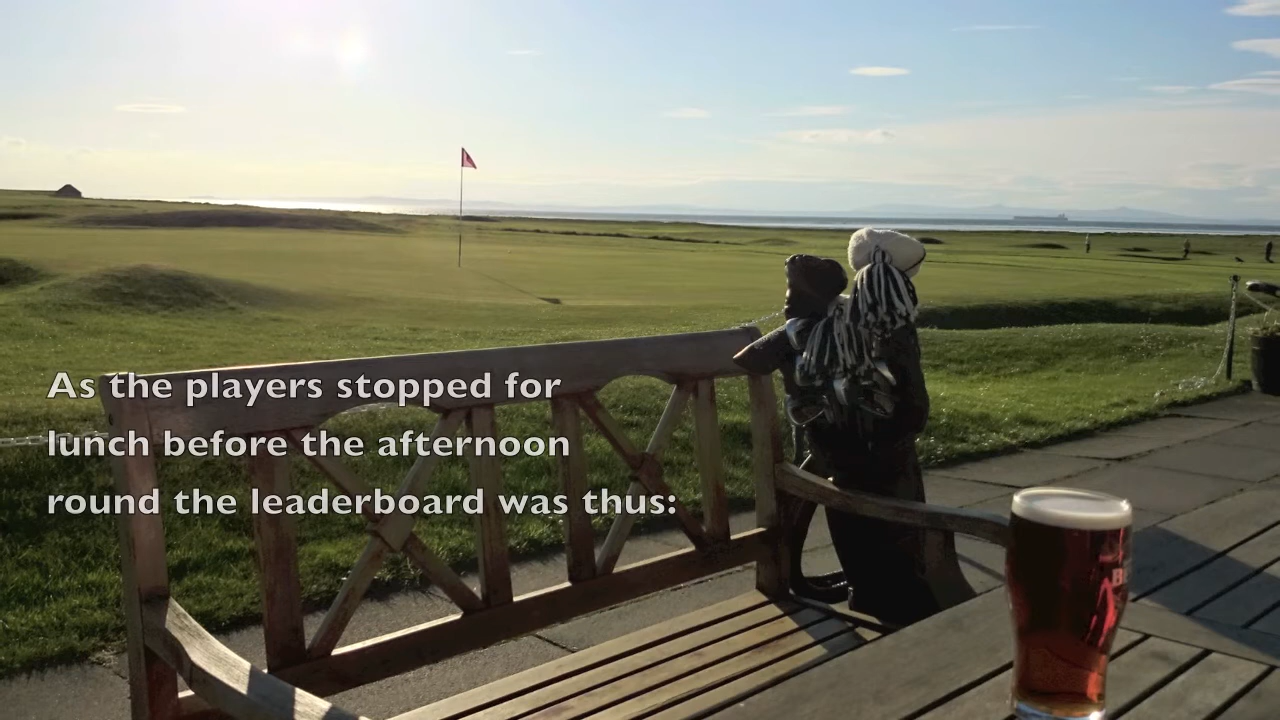 As the players stopped for
lunch before the afternoon
round the leaderboard was thus: